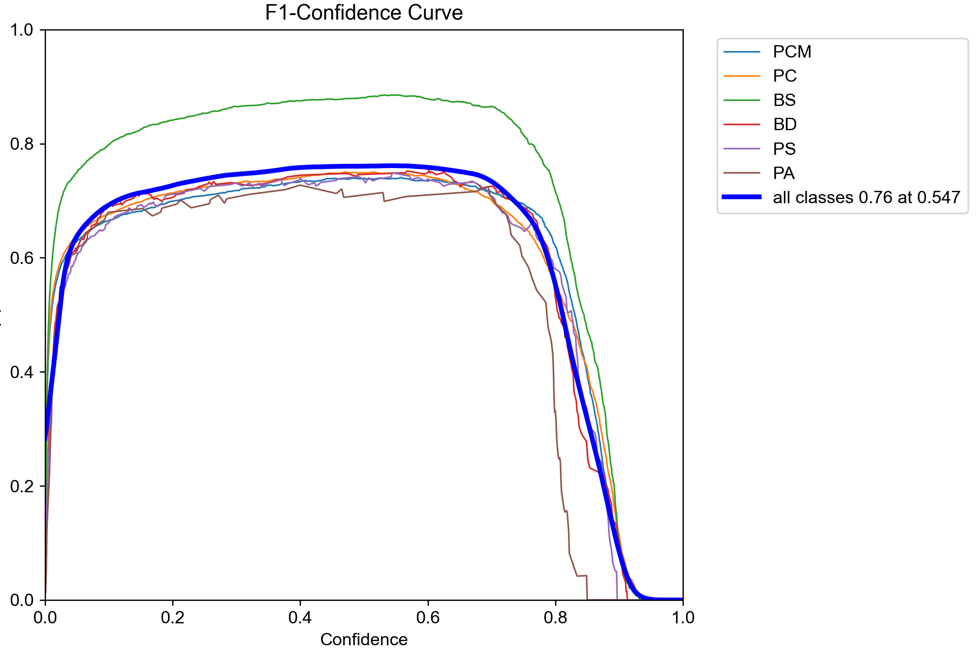 F1-Confidence Curve
1.0
0.8
0.6
0.4
0.2
0.0
0.0 0.2 0.4 0.6 0.8 1.0
Confidence
PCM
PC
BS
BD
PS
PA
all classes 0.76 at 0.547